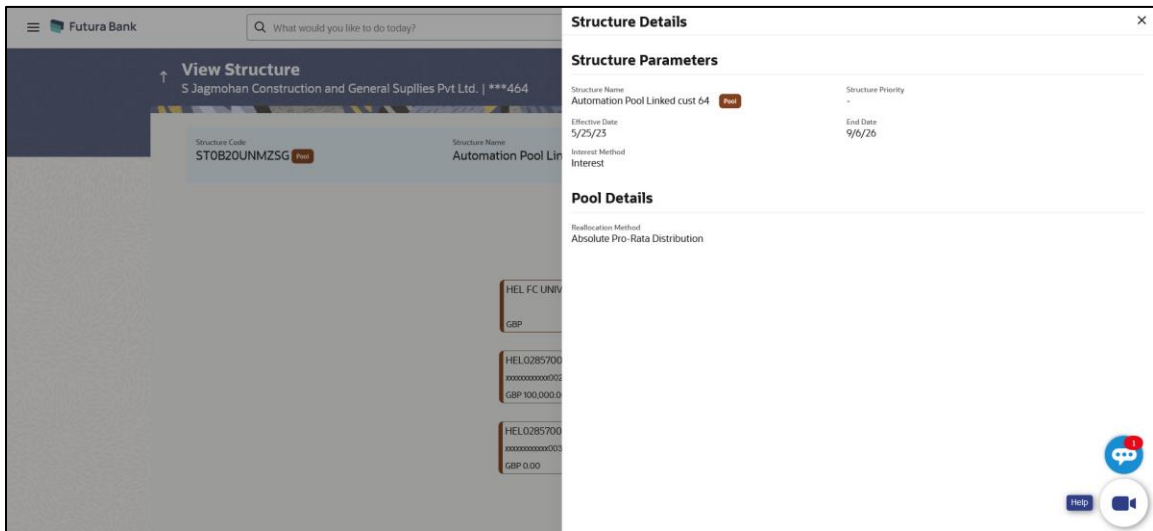 Futura Bank
What would you like to do today?
View Structure
S Jagmohan Construction and General Supllies Pvt Ltd. | ***464
Structure Code
ST0B20UNMZSG Pool
Structure Name
Automation Pool Lin
HEL FC UNIV
GBP
HEL0285700
xxxxxxxxxxxx002
GBP 100,000.0
HEL0285700
xxxxxxxxxxxx003
GBP 0.00
Structure Details
Structure Parameters
Structure Name
Automation Pool Linked cust 64 Pool
Structure Priority
-
Effective Date
5/25/23
End Date
9/6/26
Interest Method
Interest
Pool Details
Reallocation Method
Absolute Pro-Rata Distribution
1
Help